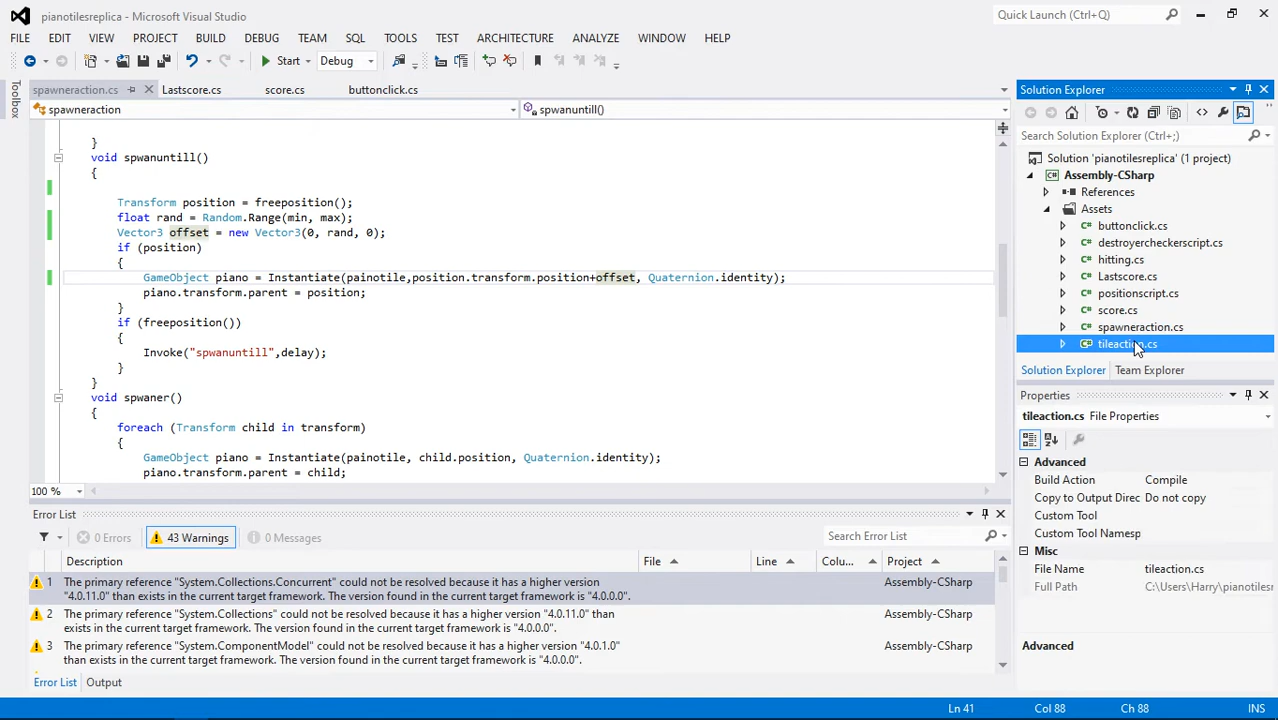 pianotilesreplica - Microsoft Visual Studio
Quick Launch (Ctrl+Q)
FILE EDIT VIEW PROJECT BUILD DEBUG TEAM SQL TOOLS TEST ARCHITECTURE ANALYZE WINDOW HELP
Start Debug
Toolbox
spawneraction.cs Lastscore.cs score.cs buttonclick.cs
spawneraction spwanuntill()
}
void spwanuntill()
{
Transform position = freeposition();
float rand = Random.Range(min, max);
Vector3 offset = new Vector3(0, rand, 0);
if (position)
{
GameObject piano = Instantiate(painotile,position.transform.position+offset, Quaternion.identity);
piano.transform.parent = position;
}
if (freeposition())
{
Invoke("spwanuntill",delay);
}
}
void spwaner()
{
foreach (Transform child in transform)
{
GameObject piano = Instantiate(painotile, child.position, Quaternion.identity);
piano.transform.parent = child;
100 %
Error List
0 Errors 43 Warnings 0 Messages
Search Error List
Description File Line Colu... Project
1 The primary reference "System.Collections.Concurrent" could not be resolved because it has a higher version Assembly-CSharp
"4.0.11.0" than exists in the current target framework. The version found in the current target framework is "4.0.0.0".
2 The primary reference "System.Collections" could not be resolved because it has a higher version "4.0.11.0" than Assembly-CSharp
exists in the current target framework. The version found in the current target framework is "4.0.0.0".
3 The primary reference "System.ComponentModel" could not be resolved because it has a higher version "4.0.1.0" Assembly-CSharp
than exists in the current target framework. The version found in the current target framework is "4.0.0.0".
Error List Output
Solution Explorer
Search Solution Explorer (Ctrl+;)
Solution 'pianotilesreplica' (1 project)
Assembly-CSharp
References
Assets
buttonclick.cs
destroyercheckerscript.cs
hitting.cs
Lastscore.cs
positionscript.cs
score.cs
spawneraction.cs
tileaction.cs
Solution Explorer Team Explorer
Properties
tileaction.cs File Properties
Advanced
Build Action Compile
Copy to Output Direc Do not copy
Custom Tool
Custom Tool Namesp
Misc
File Name tileaction.cs
Full Path C:\Users\Harry\pianotilesr
Advanced
Ln 41 Col 88 Ch 88 INS